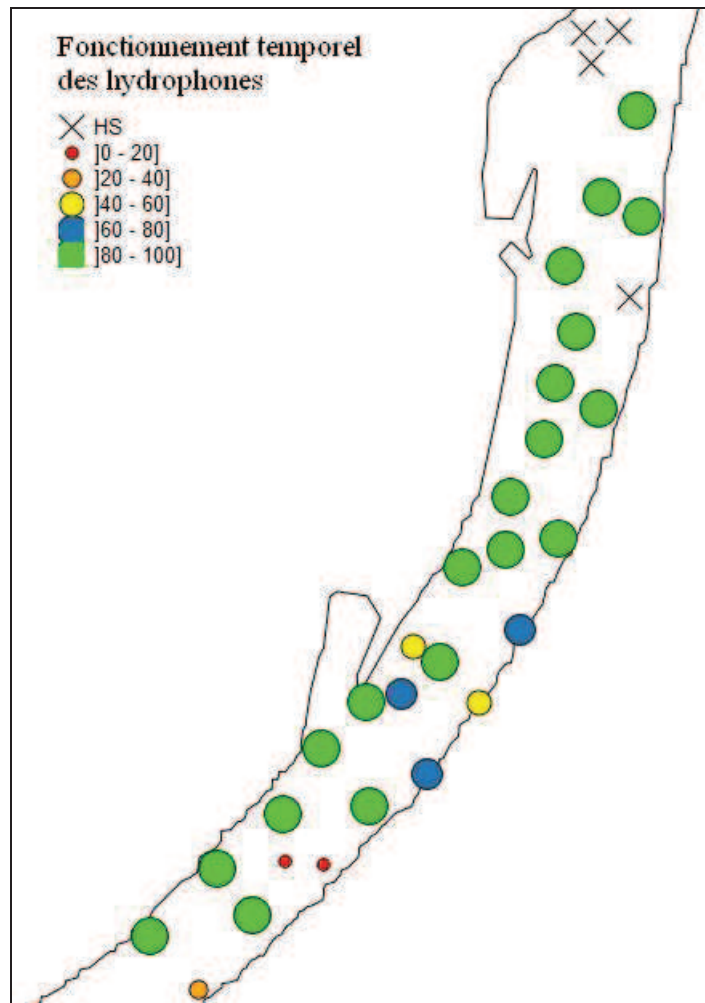 Fonctionnement temporel
des hydrophones
HS
]0 - 20]
]20 - 40]
]40 - 60]
]60 - 80]
]80 - 100]